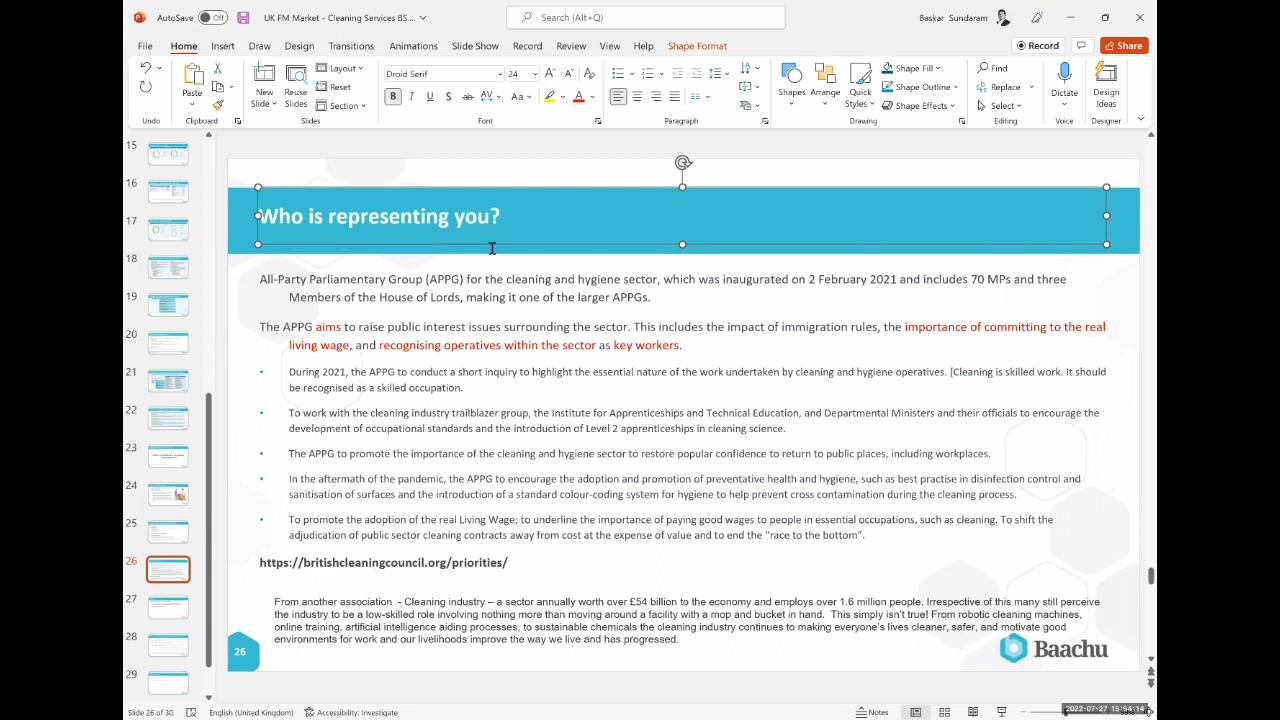 AutoSave Off UK FM Market - Cleaning Services BS.... Search (Alt+Q) Baskar Sundaram
File Home Insert Draw Design Transitions Animations Slide Show Record Review View Help Shape Format Record Share
Paste New Slide Reuse Slides Layout Reset Section Droid Serif 24 Shapes Arrange Quick Styles Shape Fill Shape Outline Shape Effects Find Replace Select Dictate Design Ideas
Undo Clipboard Slides Font Paragraph Drawing Editing Voice Designer
15
16
17
18
19
20
21
22
23
24
25
26
27
28
29
Who is representing you?
All-Party Parliamentary Group (APPG) for the cleaning and hygiene sector, which was inaugurated on 2 February 2021 and includes 70 MPs and three
Members of the House of Lords, making it one of the larger APPGs.
The APPG aims to raise public interest issues surrounding the sector. This includes the impact of immigration rules, the importance of committing to the real
living wage, and recognising operatives within the sector as key workers.
• During 2021, the APPG to conduct a short inquiry to highlight the essential nature of the work undertaken by cleaning and hygiene operatives. [Cleaning is skilled work. It should
be recognised as a skilled occupation.
• To work with the cleaning industry trailblazer group, the Institute for Apprenticeships and Technical Education, and Departmental Ministers and their officials to encourage the
development of occupational standards and the introduction of Level 2 apprenticeships in cleaning science.
• The APPG to promote the importance of the cleaning and hygiene sector to restore popular confidence to return to public places, including workplaces.
• In the aftermath of the pandemic, the APPG to encourage the adoption and promotion of preventative health and hygiene, such as best practise in disinfection control and
sanitisation of surfaces and the introduction of a standard colour-coding system for hygiene to help prevent cross contamination during the cleaning process.
• To promote the adoption of the real Living Wage; to underline the importance of paying good wages to people in essential occupations, such as cleaning. To shift the
adjudication of public sector cleaning contracts away from cost at the expense of value and to end the “race to the bottom”.
https://britishcleaningcouncil.org/priorities/
From another association - Cleaning industry – a sector annually worth over £54 billion to the economy and employs over 1.6 million people. Irrespective of this many still perceive
the industry to be a low-skilled role involving nothing more than moving around a facility with a mop and bucket in hand. This simply isn't true! From robotic cleaning machines,
online training, artificial intelligence aiding processes, to sustainable chemicals the cleaning industry continues to making everyone's lives cleaner, safer, and motivate good
environments for work and our livelihoods improve the way we live and has progressed.
26
Baachu
Slide 26 of 30 English (United Kingdom) Accessibility: Investigate Notes 2022-07-27 15:54:14